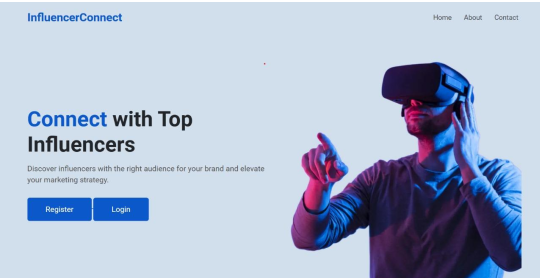 InfluencerConnect
Home About Contact
Connect with Top
Influencers
Discover influencers with the right audience for your brand and elevate
your marketing strategy.
Register Login